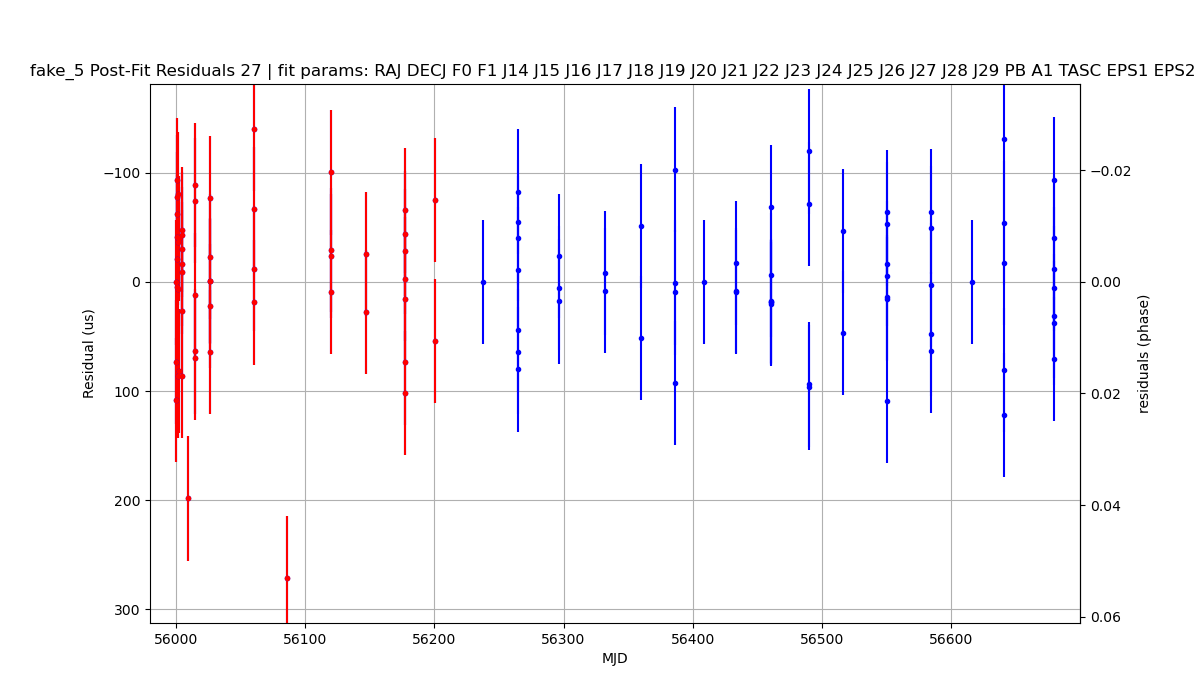 fake_5 Post-Fit Residuals 27 | fit params: RAJ DECJ F0 F1 J14 J15 J16 J17 J18 J19 J20 J21 J22 J23 J24 J25 J26 J27 J28 J29 PB A1 TASC EPS1 EPS2
−100
0
100
200
300
Residual (us)
−0.02
0.00
0.02
0.04
0.06
residuals (phase)
56000 56100 56200 56300 56400 56500 56600
MJD